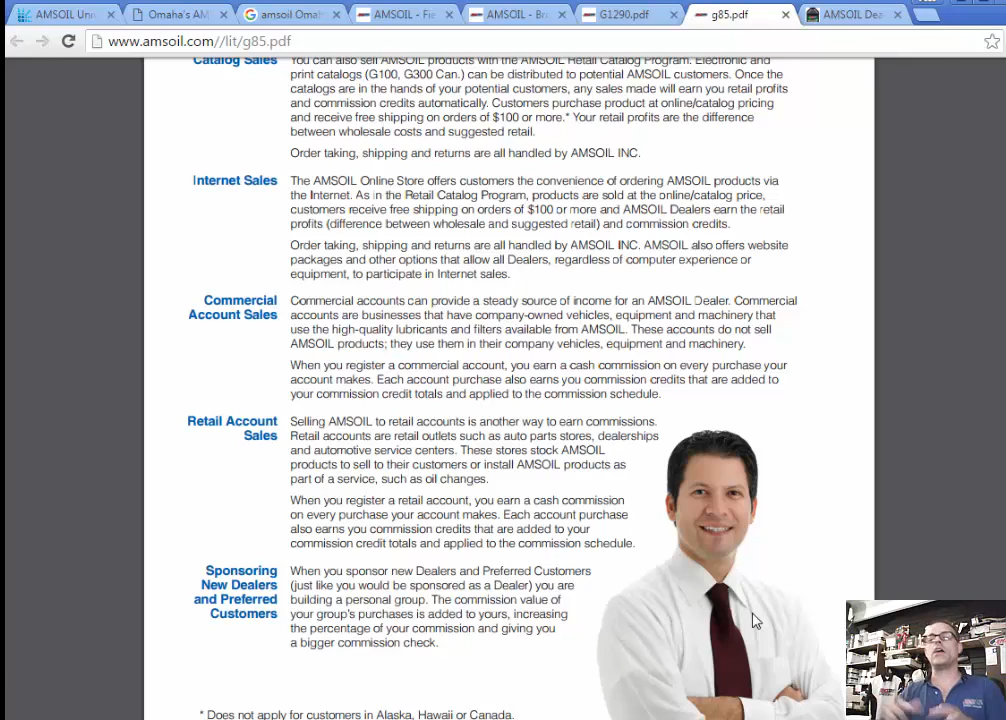 AMSOIL Uni
Omaha's AM
amsoil Omah
AMSOIL - Fie
AMSOIL - Br
G1290.pdf
g85.pdf
AMSOIL Dea
www.amsoil.com//lit/g85.pdf
Catalog Sales
You can also sell AMSOIL products with the AMSOIL Retail Catalog Program. Electronic and
print catalogs (G100, G300 Can.) can be distributed to potential AMSOIL customers. Once the
catalogs are in the hands of your potential customers, any sales made will earn you retail profits
and commission credits automatically. Customers purchase product at online/catalog pricing
and receive free shipping on orders of $100 or more.* Your retail profits are the difference
between wholesale costs and suggested retail.
Order taking, shipping and returns are all handled by AMSOIL INC.
Internet Sales
The AMSOIL Online Store offers customers the convenience of ordering AMSOIL products via
the Internet. As in the Retail Catalog Program, products are sold at the online/catalog price,
customers receive free shipping on orders of $100 or more and AMSOIL Dealers earn the retail
profits (difference between wholesale and suggested retail) and commission credits.
Order taking, shipping and returns are all handled by AMSOIL INC. AMSOIL also offers website
packages and other options that allow all Dealers, regardless of computer experience or
equipment, to participate in Internet sales.
Commercial
Account Sales
Commercial accounts can provide a steady source of income for an AMSOIL Dealer. Commercial
accounts are businesses that have company-owned vehicles, equipment and machinery that
use the high-quality lubricants and filters available from AMSOIL. These accounts do not sell
AMSOIL products; they use them in their company vehicles, equipment and machinery.
When you register a commercial account, you earn a cash commission on every purchase your
account makes. Each account purchase also earns you commission credits that are added to
your commission credit totals and applied to the commission schedule.
Retail Account
Sales
Selling AMSOIL to retail accounts is another way to earn commissions.
Retail accounts are retail outlets such as auto parts stores, dealerships
and automotive service centers. These stores stock AMSOIL
products to sell to their customers or install AMSOIL products as
part of a service, such as oil changes.
When you register a retail account, you earn a cash commission
on every purchase your account makes. Each account purchase
also earns you commission credits that are added to your
commission credit totals and applied to the commission schedule.
Sponsoring
New Dealers
and Preferred
Customers
When you sponsor new Dealers and Preferred Customers
(just like you would be sponsored as a Dealer) you are
building a personal group. The commission value of
your group's purchases is added to yours, increasing
the percentage of your commission and giving you
a bigger commission check.
* Does not apply for customers in Alaska, Hawaii or Canada.